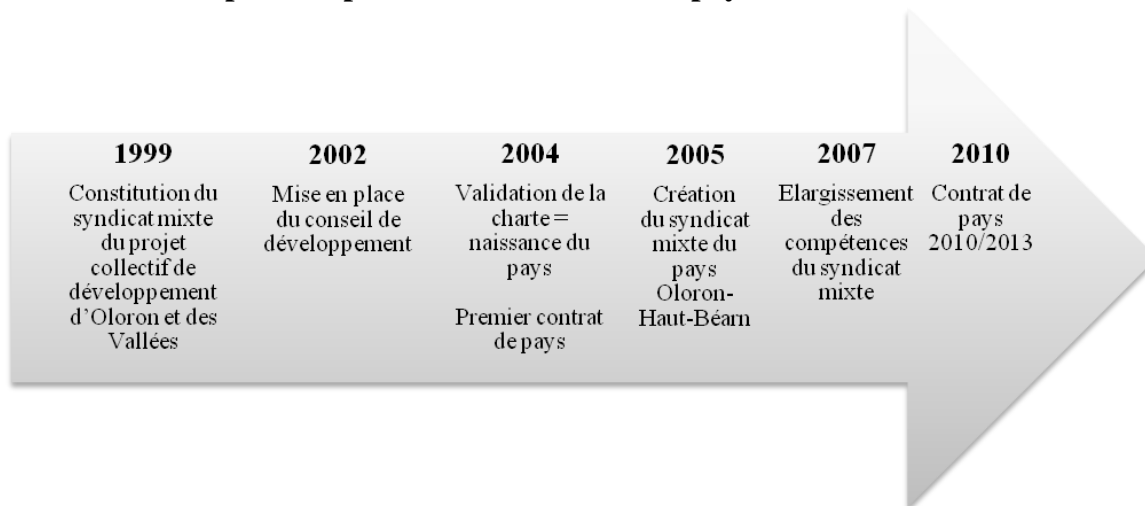 1999
Constitution du
syndicat mixte
du projet
collectif de
développement
d'Oloron et des
Vallées
2002
Mise en place
du conseil de
développement
2004
Validation de la
charte =
naissance du
pays
Premier contrat
de pays
2005
Création
du syndicat
mixte du
pays
Oloron-
Haut-Béarn
2007
Elargissement
des
compétences
du syndicat
mixte
2010
Contrat de
pays
2010/2013